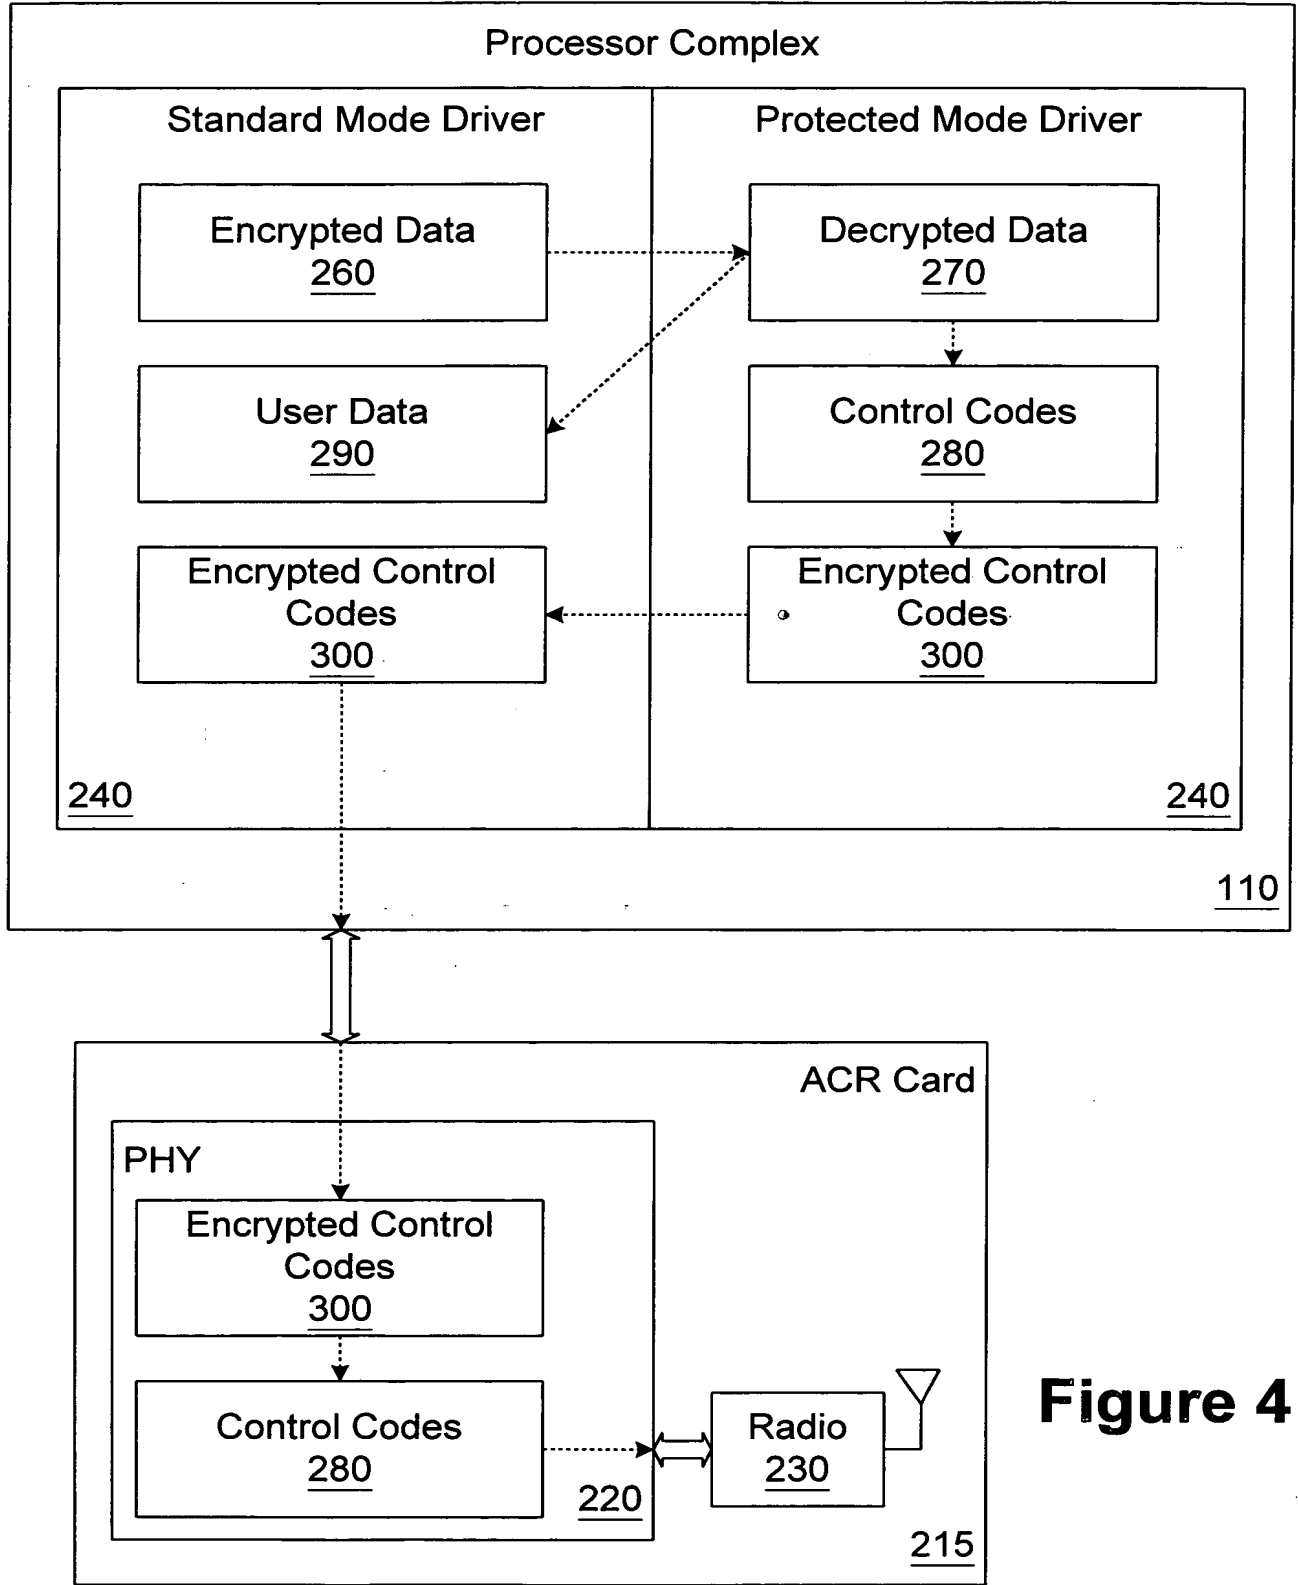 Processor Complex
Standard Mode Driver
Protected Mode Driver
Encrypted Data
260
Decrypted Data
270
User Data
290
Control Codes
280
Encrypted Control
Codes
300
Encrypted Control
Codes
300
240
240
110
ACR Card
PHY
Encrypted Control
Codes
300
Control Codes
280
220
Radio
230
215
Figure 4